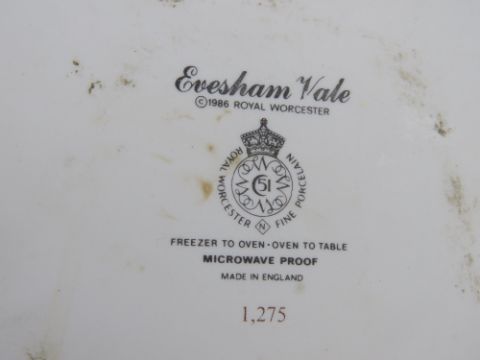 Evesham Vale
©1986 ROYAL WORCESTER
ROYAL WORCESTER FINE PORCELAIN
C 51
N
FREEZER TO OVEN · OVEN TO TABLE
MICROWAVE PROOF
MADE IN ENGLAND
1,275